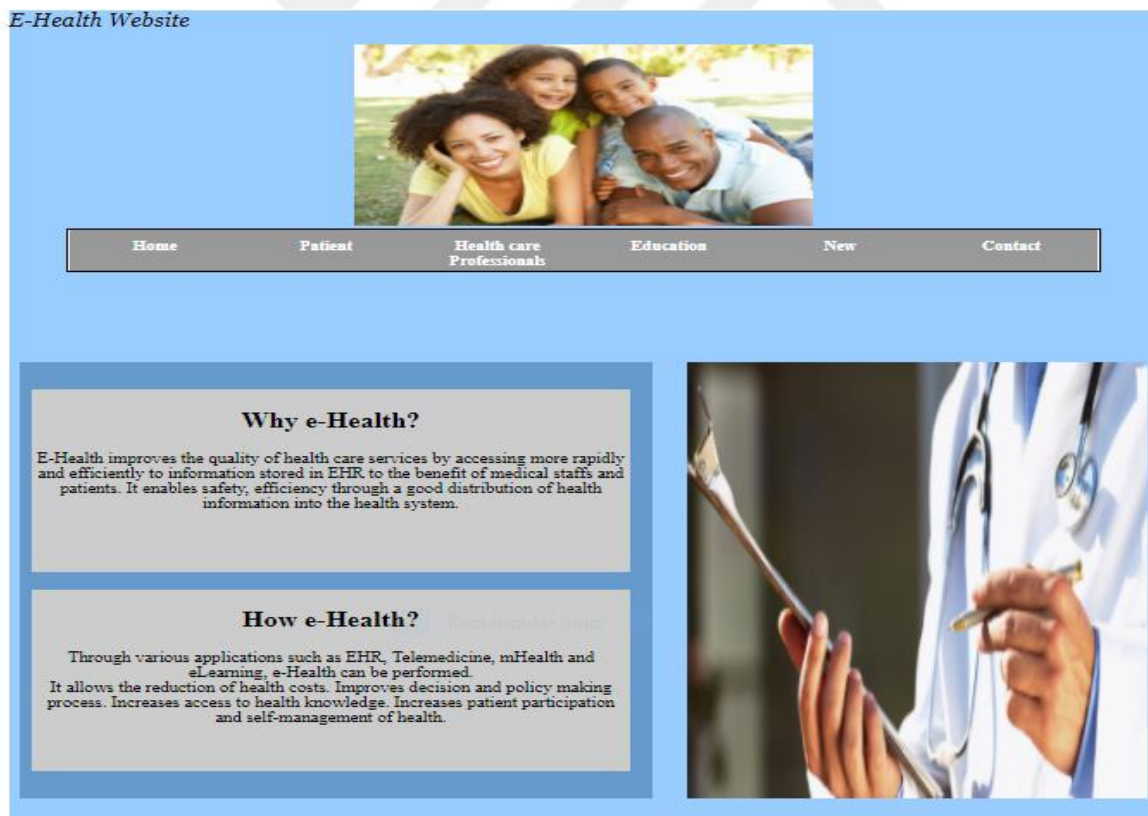 E-Health Website
Home
Patient
Health care
Professionals
Education
New
Contact
Why e-Health?
E-Health improves the quality of health care services by accessing more rapidly
and efficiently to information stored in EHR to the benefit of medical staffs and
patients. It enables safety, efficiency through a good distribution of health
information into the health system.
How e-Health?
Through various applications such as EHR, Telemedicine, mHealth and
eLearning, e-Health can be performed.
It allows the reduction of health costs. Improves decision and policy making
process. Increases access to health knowledge. Increases patient participation
and self-management of health.